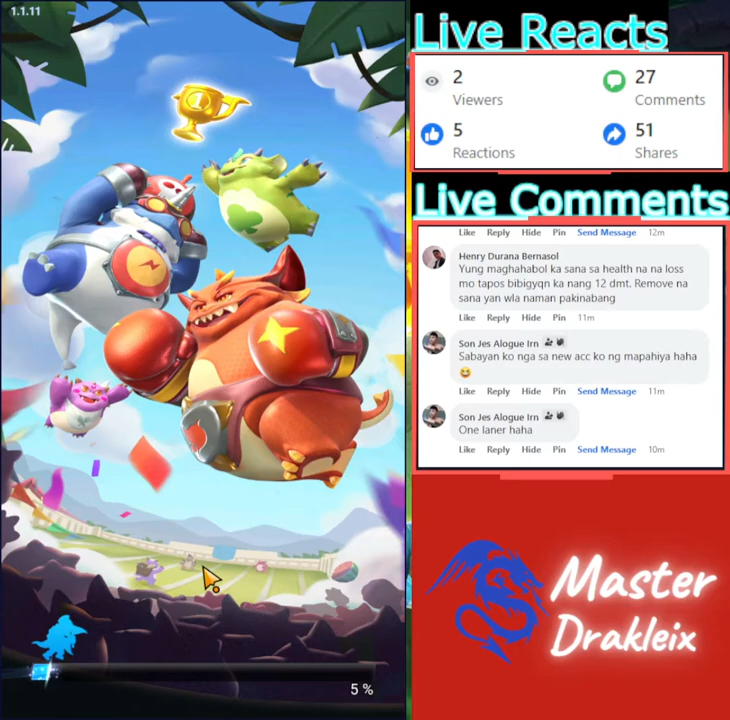 1.1.11
1
5 %
Live Reacts
2
Viewers
27
Comments
5
Reactions
51
Shares
Live Comments
Like Reply Hide Pin Send Message 12m
Henry Durana Bernasol
Yung maghahabol ka sana sa health na na loss
mo tapos bibigyqn ka nang 12 dmt. Remove na
sana yan wla naman pakinabang
Like Reply Hide Pin 11m
Son Jes Alogue Irn
Sabayan ko nga sa new acc ko ng mapahiya haha
😆
Like Reply Hide Pin Send Message 11m
Son Jes Alogue Irn
One laner haha
Like Reply Hide Pin Send Message 10m
Master
Drakleix